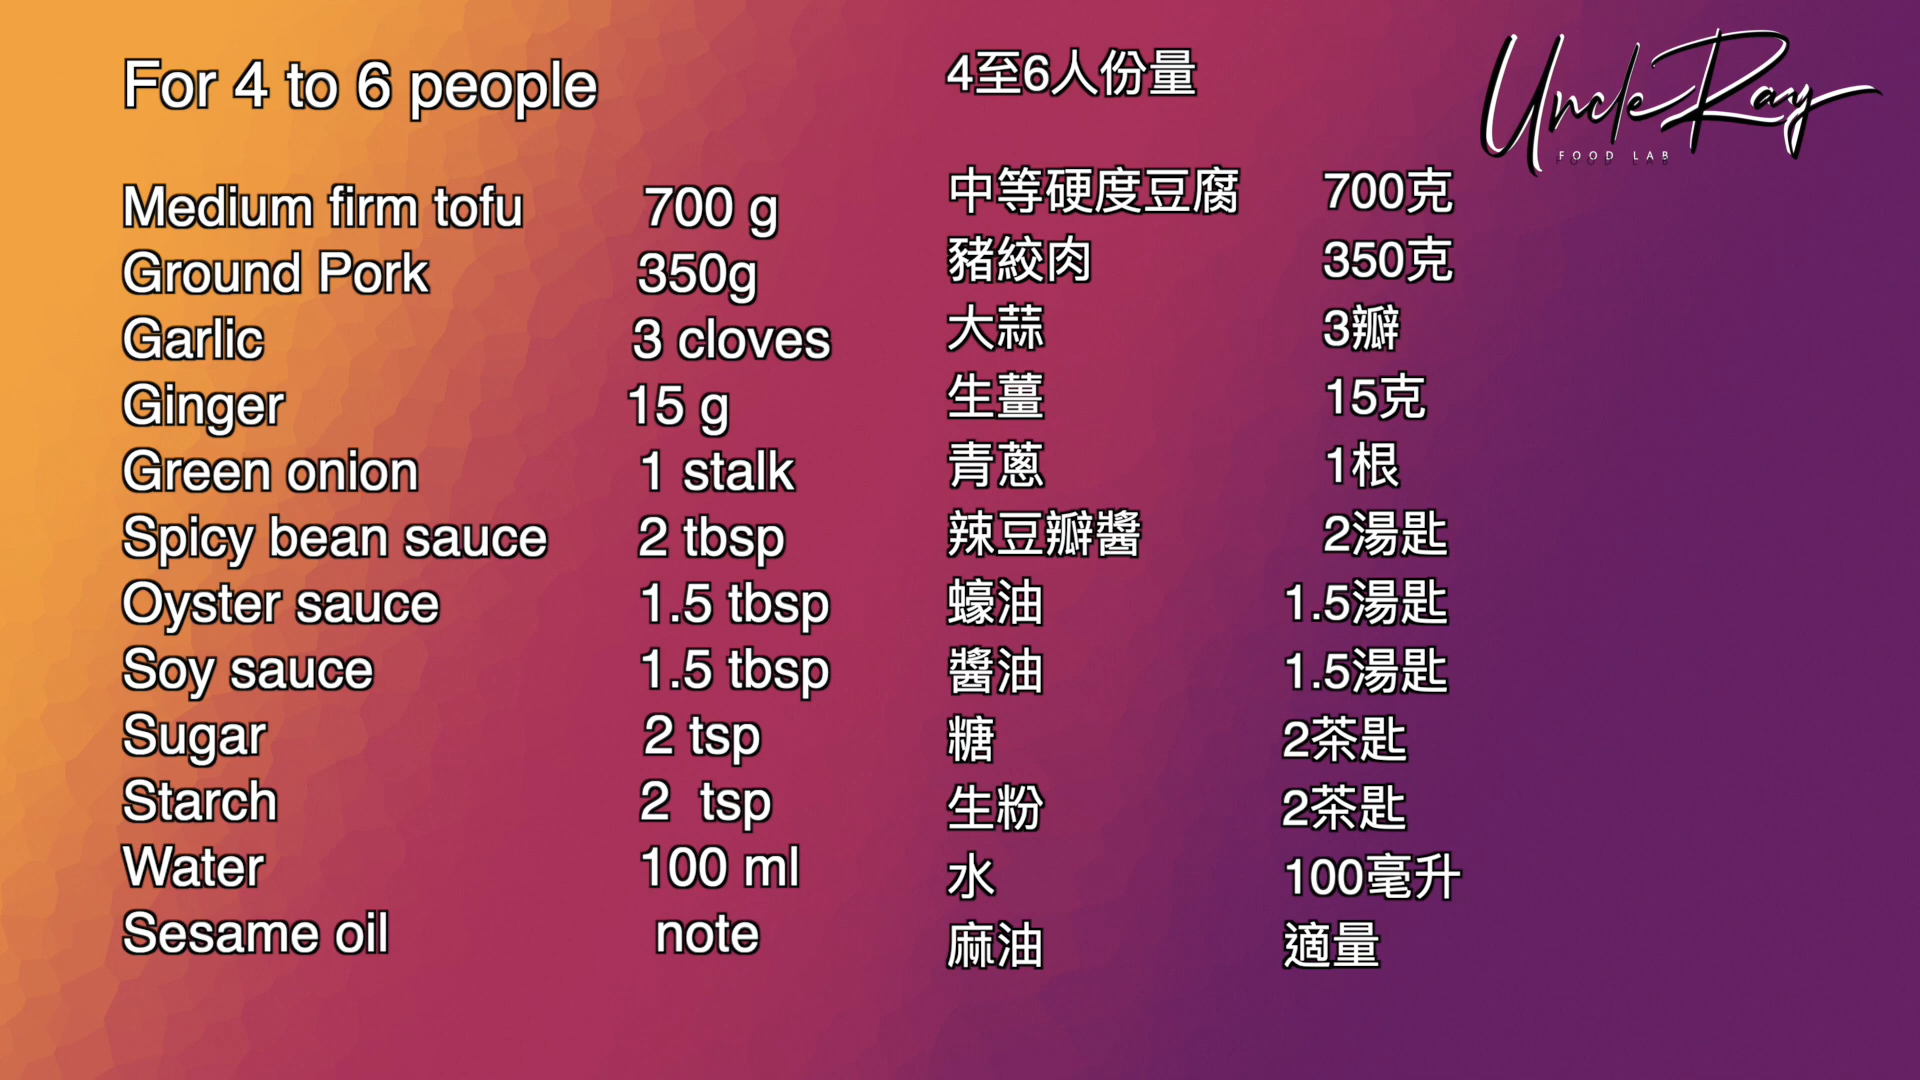 For 4 to 6 people
Medium firm tofu 700 g
Ground Pork 350g
Garlic 3 cloves
Ginger 15 g
Green onion 1 stalk
Spicy bean sauce 2 tbsp
Oyster sauce 1.5 tbsp
Soy sauce 1.5 tbsp
Sugar 2 tsp
Starch 2 tsp
Water 100 ml
Sesame oil note
4至6人份量
中等硬度豆腐 700克
豬絞肉 350克
大蒜 3瓣
生薑 15克
青蔥 1根
辣豆瓣醬 2湯匙
蠔油 1.5湯匙
醬油 1.5湯匙
糖 2茶匙
生粉 2茶匙
水 100毫升
麻油 適量
Uncle Ray
FOOD LAB